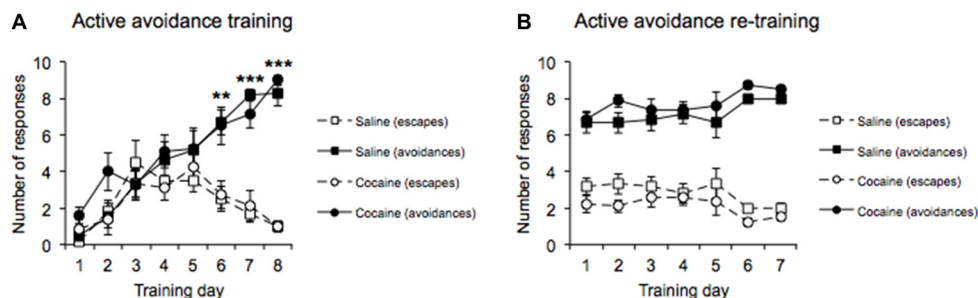 A Active avoidance training
Number of responses
10
8
6
4
2
0
** *** ***
1 2 3 4 5 6 7 8
Training day
Saline (escapes)
Saline (avoidances)
Cocaine (escapes)
Cocaine (avoidances)
B Active avoidance re-training
Number of responses
10
8
6
4
2
0
1 2 3 4 5 6 7
Training day
Saline (escapes)
Saline (avoidances)
Cocaine (escapes)
Cocaine (avoidances)